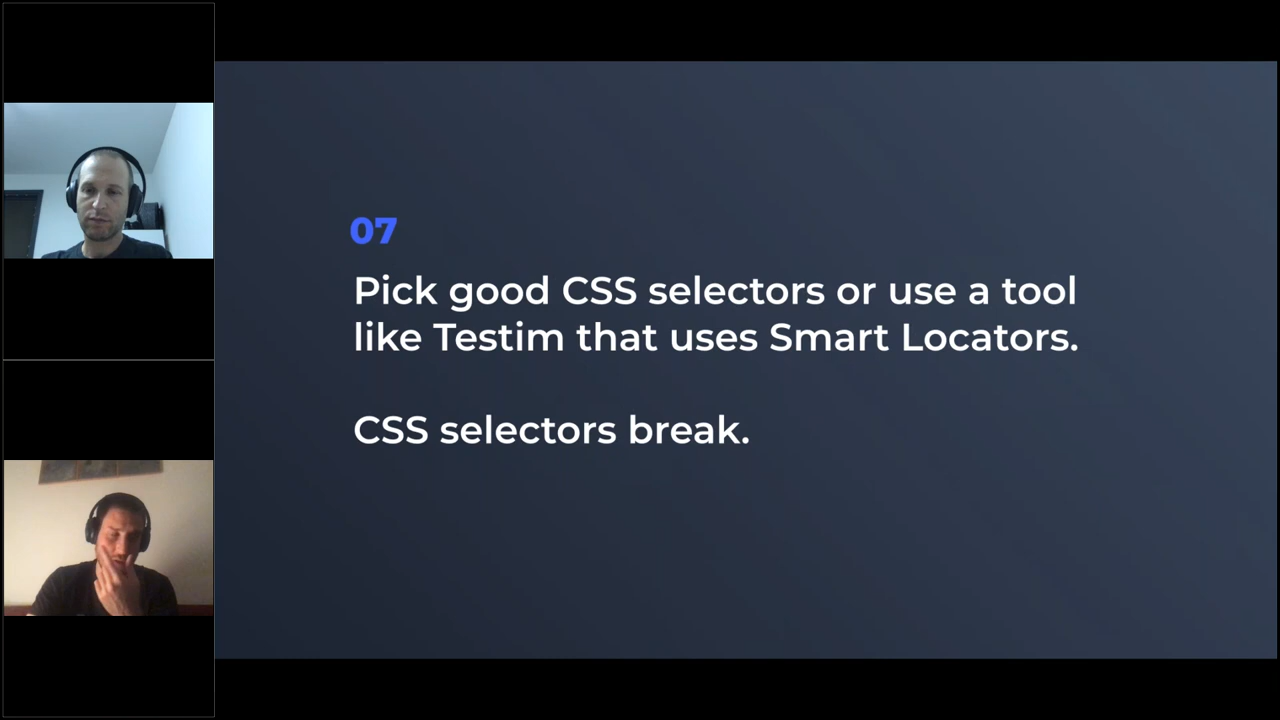 07
Pick good CSS selectors or use a tool
like Testim that uses Smart Locators.
CSS selectors break.